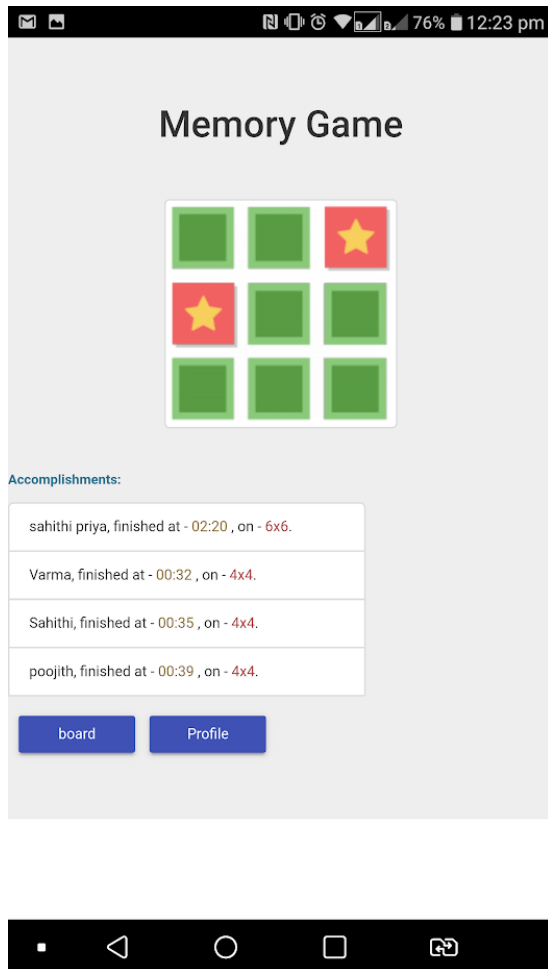 76% 12:23 pm
Memory Game
Accomplishments:
sahithi priya, finished at - 02:20 , on - 6x6.
Varma, finished at - 00:32 , on - 4x4.
Sahithi, finished at - 00:35 , on - 4x4.
poojith, finished at - 00:39 , on - 4x4.
board Profile